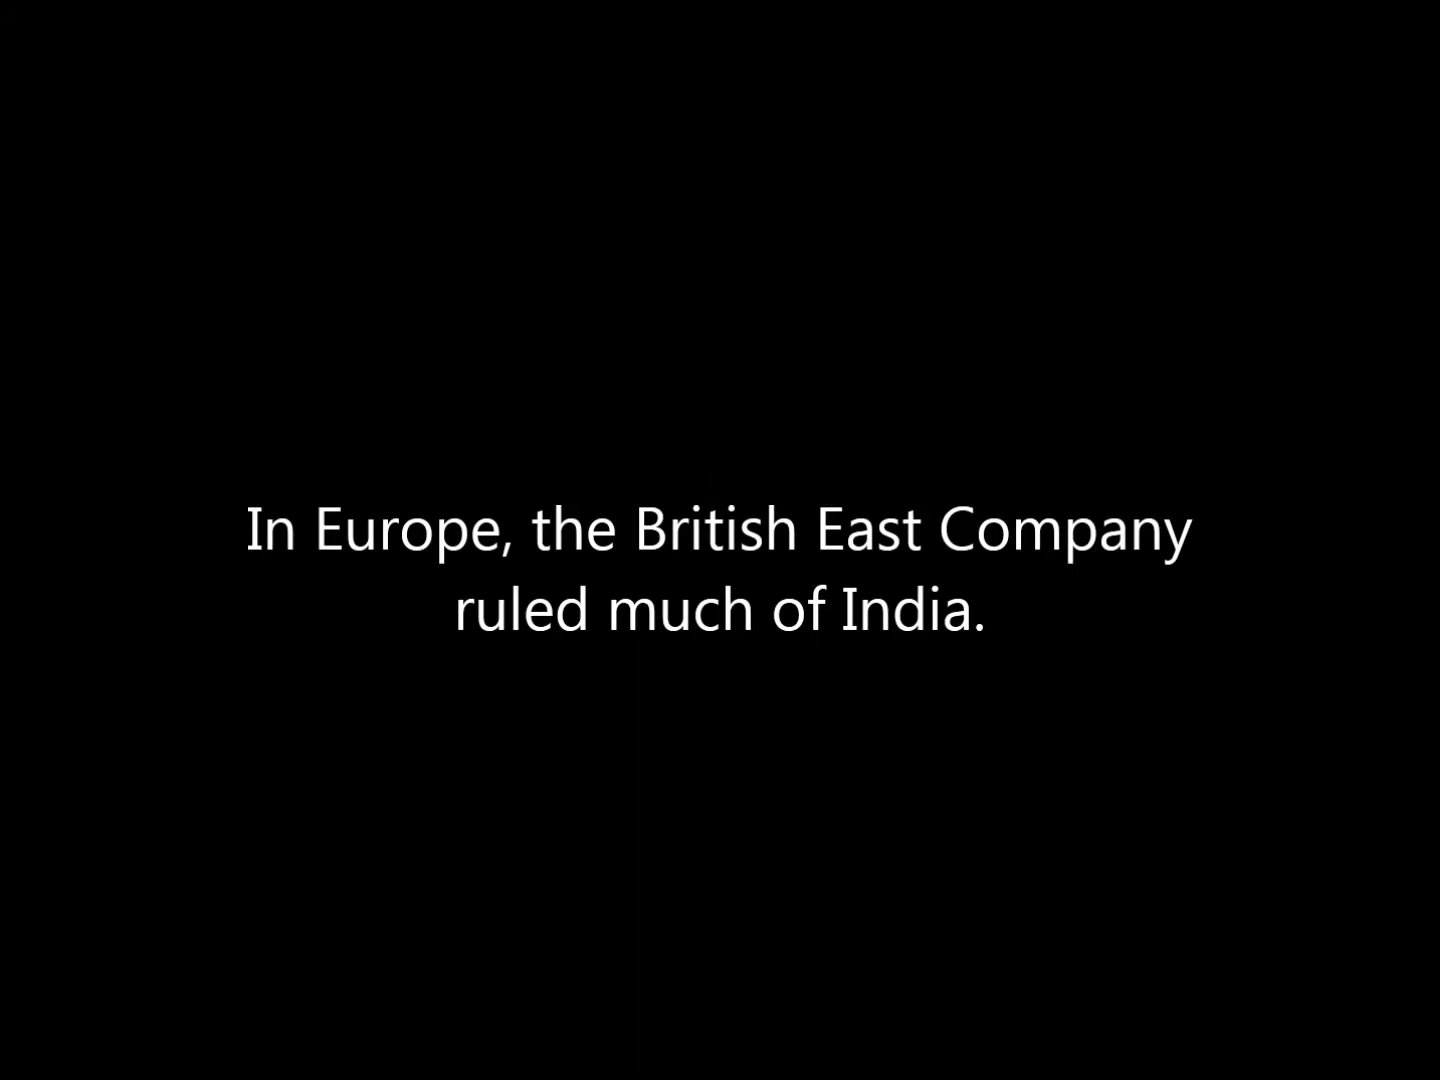 In Europe, the British East Company
ruled much of India.